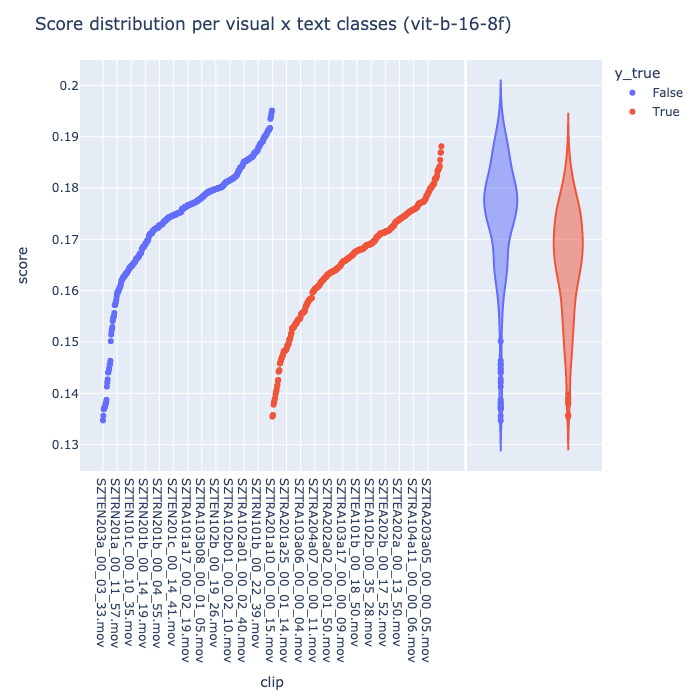 Score distribution per visual x text classes (vit-b-16-8f)
y_true
False
True
0.2
0.19
0.18
0.17
0.16
0.15
0.14
0.13
score
SZTEN203a_00_03_33.mov
SZTRN201a_00_11_57.mov
SZTEN101c_00_10_35.mov
SZTRN201b_00_14_19.mov
SZTRN201b_00_04_55.mov
SZTEN201c_00_14_41.mov
SZTRA101a17_00_02_19.mov
SZTRA103b08_00_01_05.mov
SZTEN102b_00_19_26.mov
SZTRA102b01_00_02_10.mov
SZTRA102a01_00_02_40.mov
SZTRN101b_00_22_39.mov
SZTRA201a10_00_00_15.mov
SZTRA201a25_00_01_14.mov
SZTRA103a06_00_00_04.mov
SZTRA204a07_00_00_11.mov
SZTRA202a02_00_01_50.mov
SZTRA103a17_00_00_09.mov
SZTEA101b_00_18_50.mov
SZTEA102b_00_35_28.mov
SZTEA202b_00_17_52.mov
SZTEA202a_00_13_50.mov
SZTRA104a11_00_00_06.mov
SZTRA203a05_00_00_05.mov
clip